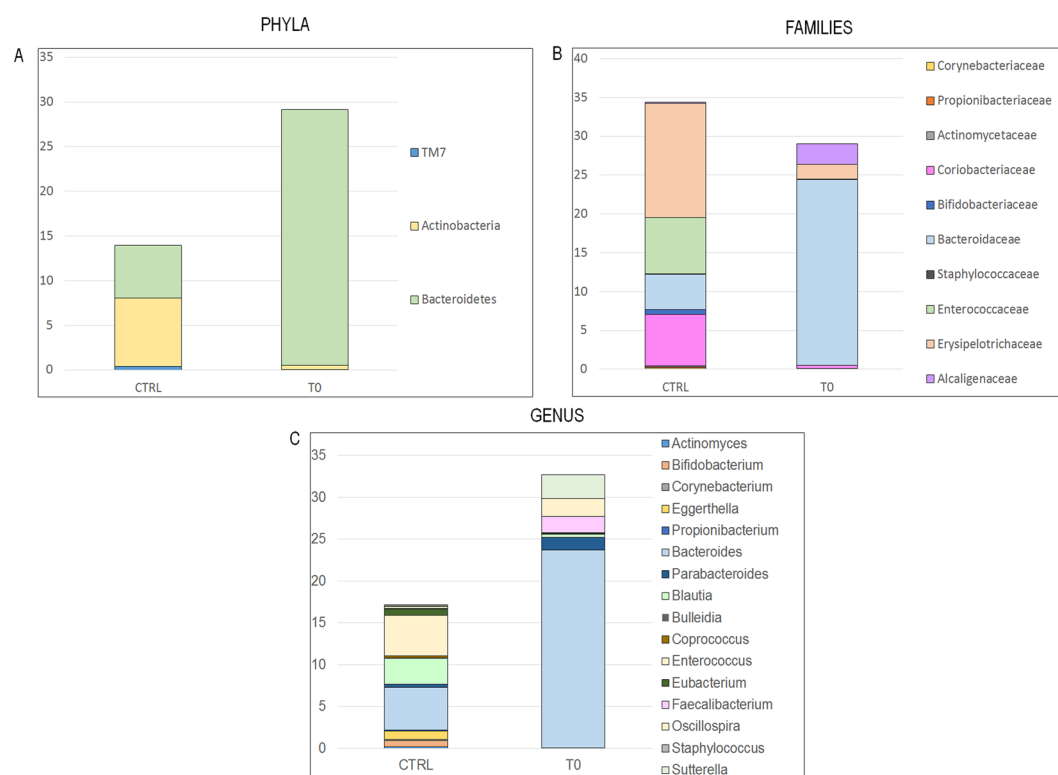 PHYLA
A
35
30
25
20
15
10
5
0
CTRL
T0
TM7
Actinobacteria
Bacteroidetes
FAMILIES
B
40
35
30
25
20
15
10
5
0
CTRL
T0
Corynebacteriaceae
Propionibacteriaceae
Actinomycetaceae
Coriobacteriaceae
Bifidobacteriaceae
Bacteroidaceae
Staphylococcaceae
Enterococcaceae
Erysipelotrichaceae
Alcaligenaceae
GENUS
C
35
30
25
20
15
10
5
0
CTRL
T0
Actinomyces
Bifidobacterium
Corynebacterium
Eggerthella
Propionibacterium
Bacteroides
Parabacteroides
Blautia
Bulleidia
Coprococcus
Enterococcus
Eubacterium
Faecalibacterium
Oscillospira
Staphylococcus
Sutterella